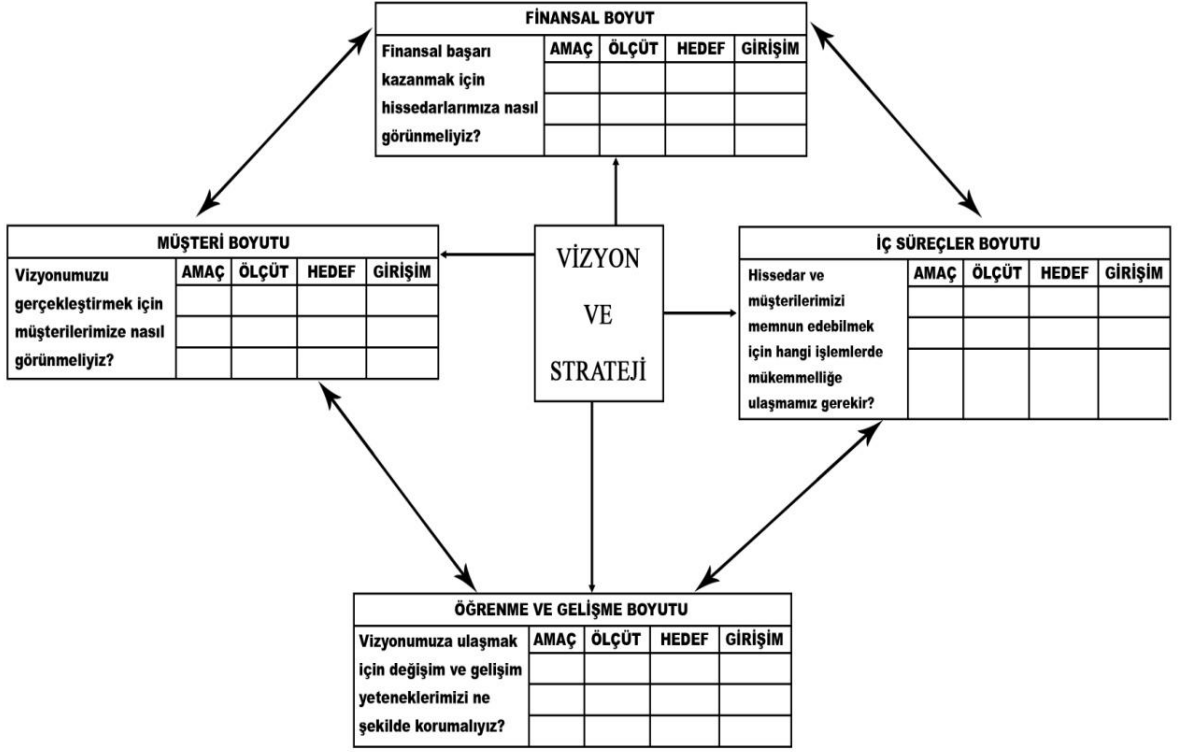 FİNANSAL BOYUT
Finansal başarı
kazanmak için
hissedarlarımıza nasıl
görünmeliyiz?
AMAÇ ÖLÇÜT HEDEF GİRİŞİM
MÜŞTERİ BOYUTU
Vizyonumuzu
gerçekleştirmek için
müşterilerimize nasıl
görünmeliyiz?
AMAÇ ÖLÇÜT HEDEF GİRİŞİM
VİZYON
VE
STRATEJİ
İÇ SÜREÇLER BOYUTU
Hissedar ve
müşterilerimizi
memnun edebilmek
için hangi işlemlerde
mükemmelliğe
ulaşmamız gerekir?
AMAÇ ÖLÇÜT HEDEF GİRİŞİM
ÖĞRENME VE GELİŞME BOYUTU
Vizyonumuza ulaşmak
için değişim ve gelişim
yeteneklerimizi ne
şekilde korumalıyız?
AMAÇ ÖLÇÜT HEDEF GİRİŞİM